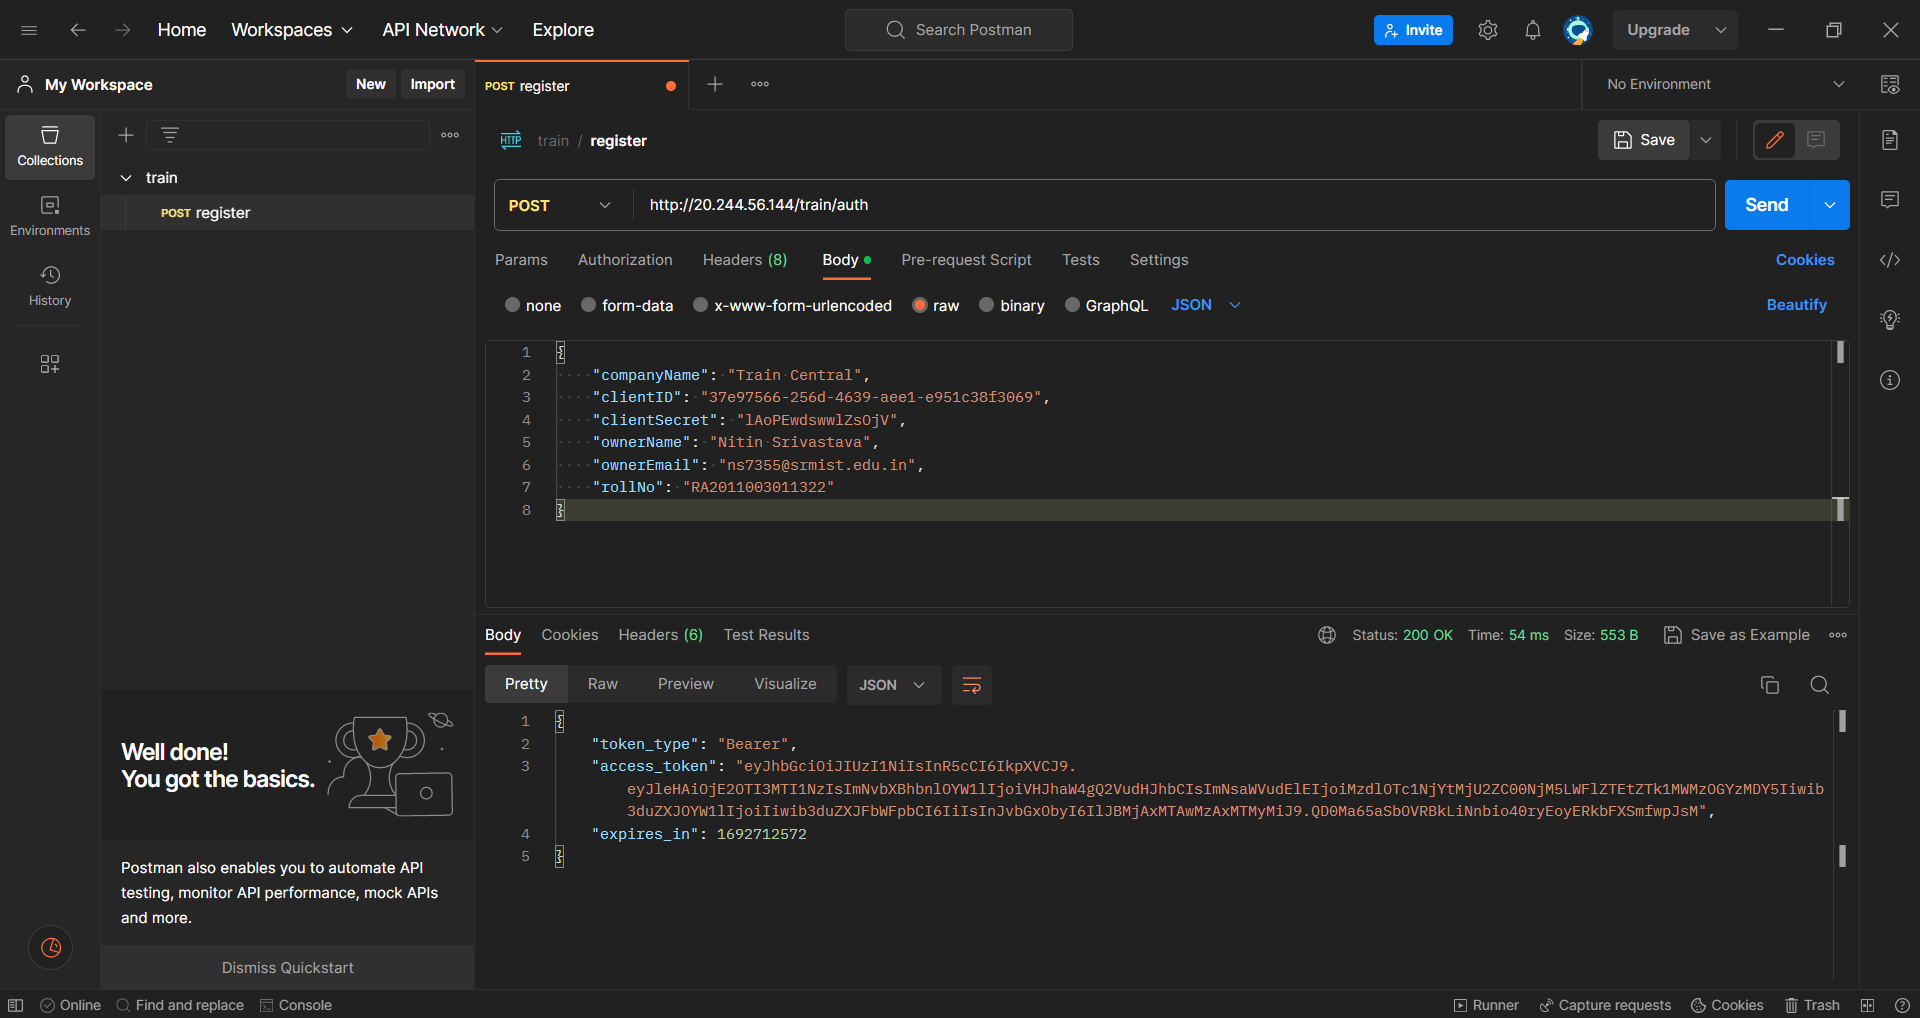 Home Workspaces API Network Explore Search Postman Invite Upgrade
My Workspace New Import POST register No Environment
Collections
Environments
History
train
POST register
HTTP train / register Save
POST http://20.244.56.144/train/auth Send
Params Authorization Headers (8) Body Pre-request Script Tests Settings Cookies
none form-data x-www-form-urlencoded raw binary GraphQL JSON Beautify
1 {
2 "companyName": "Train Central",
3 "clientID": "37e97566-256d-4639-aee1-e951c38f3069",
4 "clientSecret": "lAoPEwdswwlZsOjV",
5 "ownerName": "Nitin Srivastava",
6 "ownerEmail": "ns7355@srmist.edu.in",
7 "rollNo": "RA2011003011322"
8 }
Body Cookies Headers (6) Test Results Status: 200 OK Time: 54 ms Size: 553 B Save as Example
Pretty Raw Preview Visualize JSON
1 {
2 "token_type": "Bearer",
3 "access_token": "eyJhbGciOiJIUzI1NiIsInR5cCI6IkpXVCJ9.
eyJleHAiOjE2OTI3MTI1NzIsImNvbXBhbnlOYW1lIjoiVHJhaW4gQ2VudHJhbCIsImNsaWVudElEIjoiMzdlOTc1NjYtMjU2ZC00NjM5LWFlZTEtZTk1MWMzOGYzMDY5Iiwib
3duZXJOYW1lIjoiIiwib3duZXJFbWFpbCI6IiIsInJvbGxObyI6IlJBMjAxMTAwMzAxMTMyMiJ9.QD0Ma65aSbOVRBkLiNnbio40ryEoyERkbFXSmfwpJsM",
4 "expires_in": 1692712572
5 }
Well done!
You got the basics.
Postman also enables you to automate API
testing, monitor API performance, mock APIs
and more.
Dismiss Quickstart
Online Find and replace Console Runner Capture requests Cookies Trash